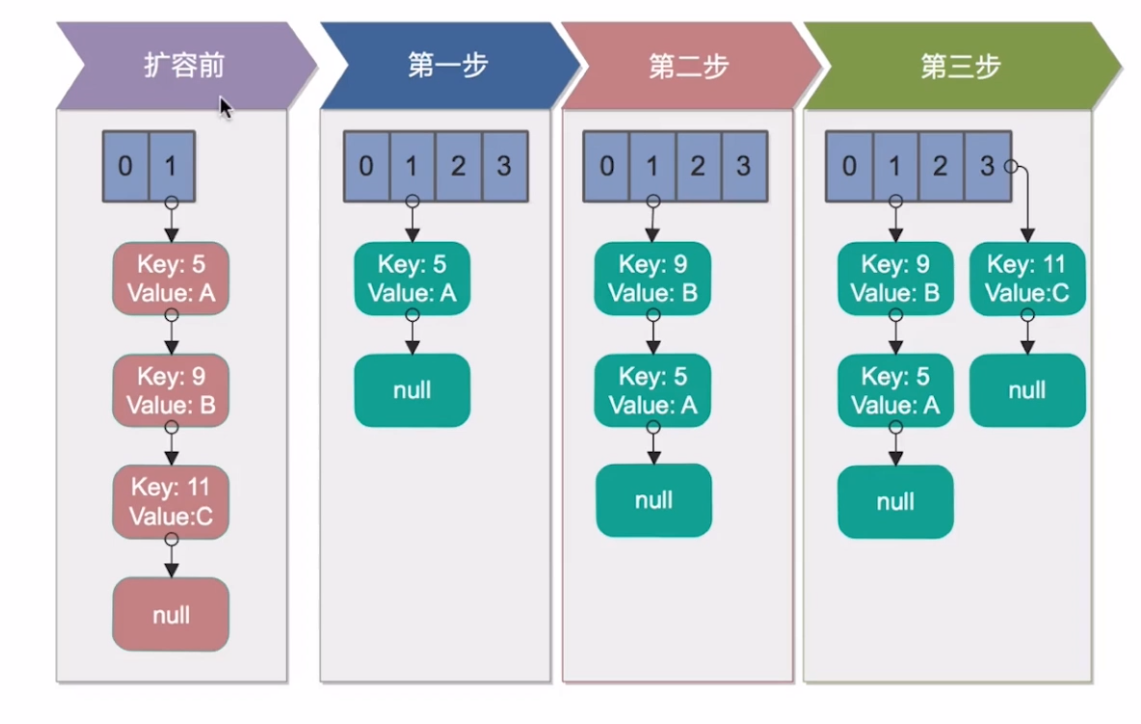 扩容前
0 1
Key: 5
Value: A
Key: 9
Value: B
Key: 11
Value:C
null
第一步
0 1 2 3
Key: 5
Value: A
null
第二步
0 1 2 3
Key: 9
Value: B
Key: 5
Value: A
null
第三步
0 1 2 3
Key: 9
Value: B
Key: 5
Value: A
null
Key: 11
Value:C
null